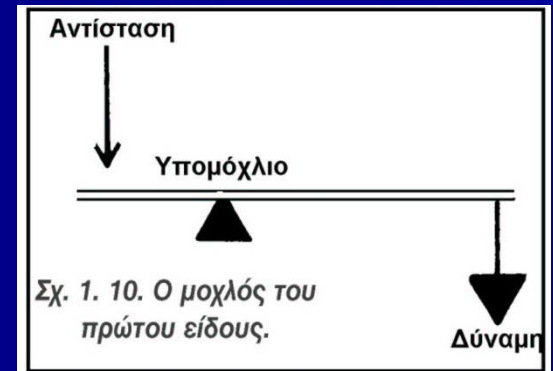 Αντίσταση
Υπομόχλιο
Σχ. 1. 10. Ο μοχλός του
πρώτου είδους.
Δύναμη